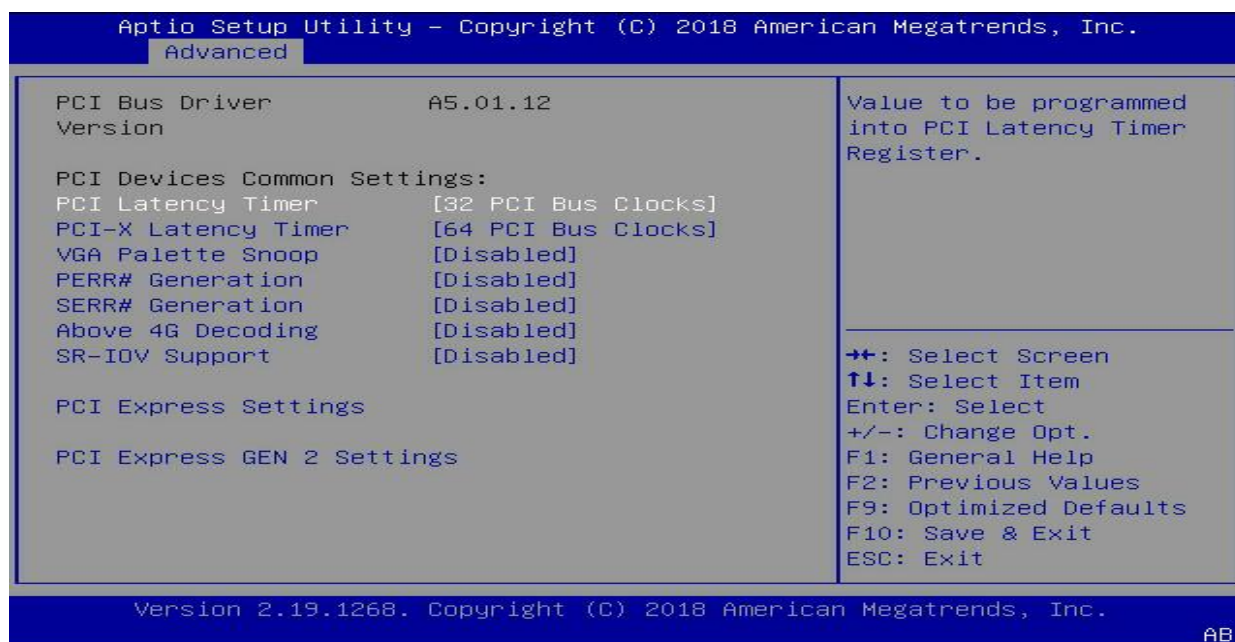 Aptio Setup Utility – Copyright (C) 2018 American Megatrends, Inc.
Advanced
PCI Bus Driver A5.01.12
Version
PCI Devices Common Settings:
PCI Latency Timer [32 PCI Bus Clocks]
PCI-X Latency Timer [64 PCI Bus Clocks]
VGA Palette Snoop [Disabled]
PERR# Generation [Disabled]
SERR# Generation [Disabled]
Above 4G Decoding [Disabled]
SR-IOV Support [Disabled]
PCI Express Settings
PCI Express GEN 2 Settings
Value to be programmed
into PCI Latency Timer
Register.
→←: Select Screen
↑↓: Select Item
Enter: Select
+/-: Change Opt.
F1: General Help
F2: Previous Values
F9: Optimized Defaults
F10: Save & Exit
ESC: Exit
Version 2.19.1268. Copyright (C) 2018 American Megatrends, Inc.
AB